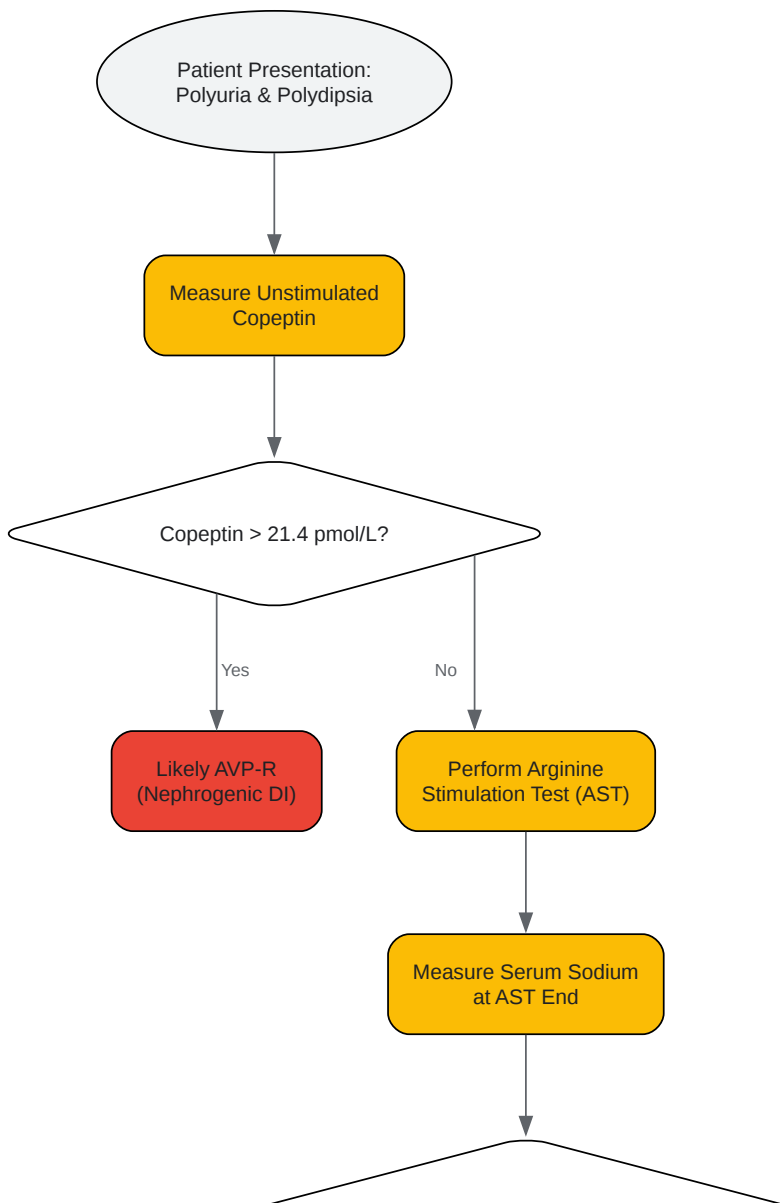 Patient Presentation:
Polyuria & Polydipsia
Measure Unstimulated
Copeptin
Copeptin > 21.4 pmol/L?
Yes
No
Likely AVP-R
(Nephrogenic DI)
Perform Arginine
Stimulation Test (AST)
Measure Serum Sodium
at AST End